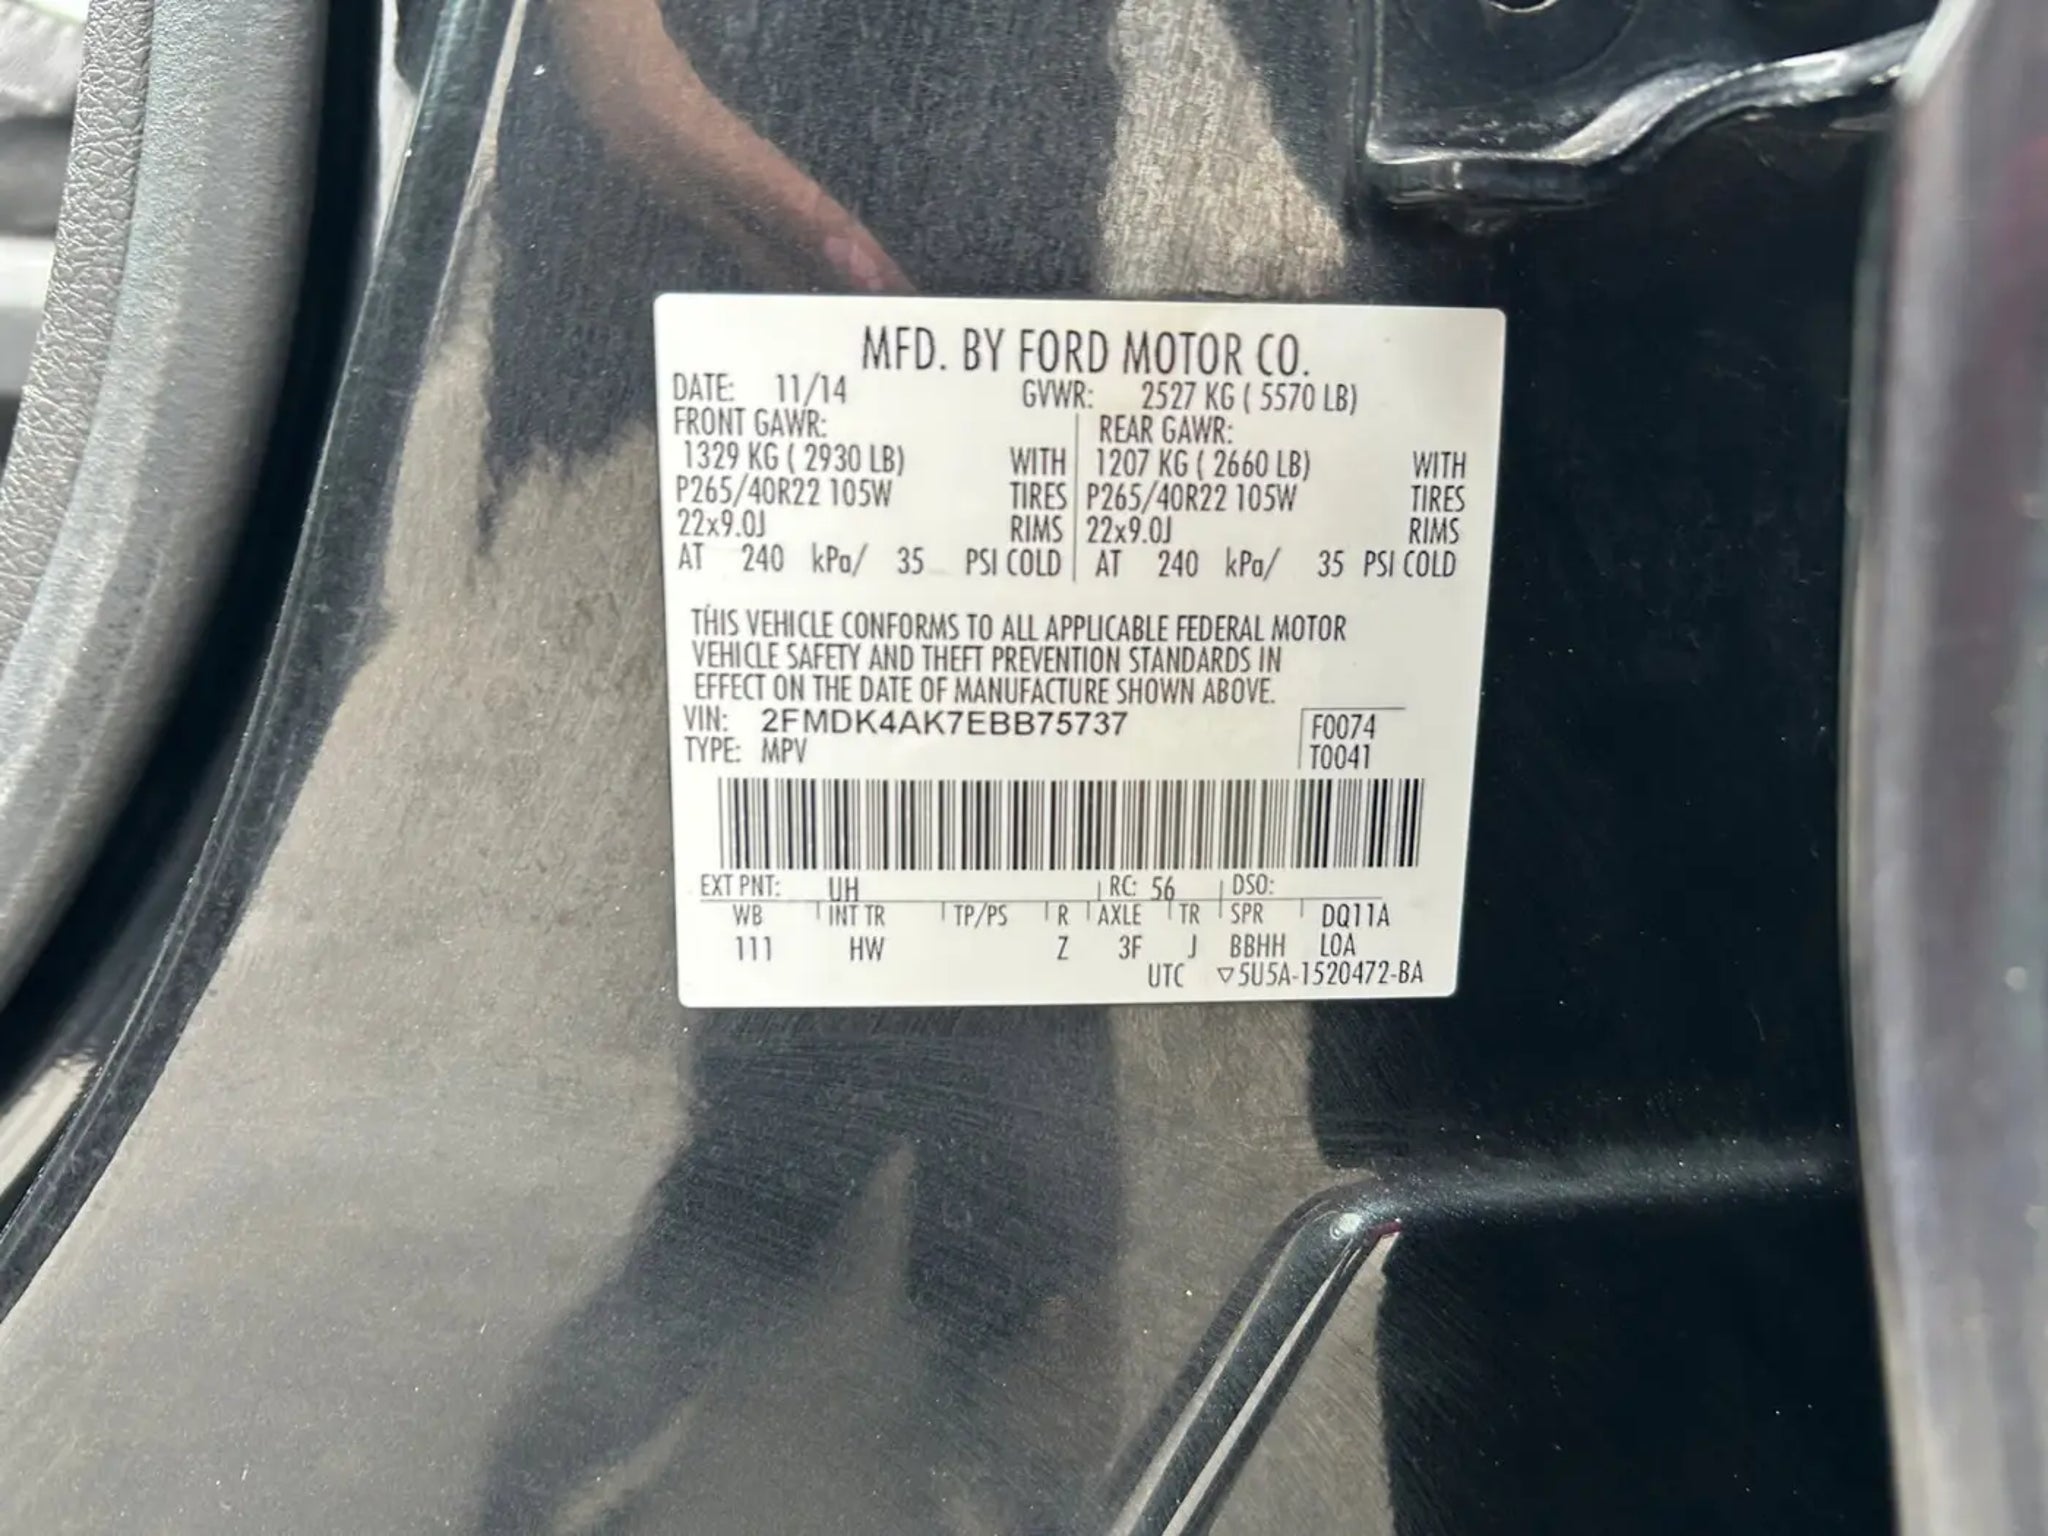 MFD. BY FORD MOTOR CO.
DATE: 11/14 GVWR: 2527 KG ( 5570 LB)
FRONT GAWR: REAR GAWR:
1329 KG ( 2930 LB) WITH 1207 KG ( 2660 LB) WITH
P265/40R22 105W TIRES P265/40R22 105W TIRES
22x9.0J RIMS 22x9.0J RIMS
AT 240 kPa/ 35 PSI COLD AT 240 kPa/ 35 PSI COLD
THIS VEHICLE CONFORMS TO ALL APPLICABLE FEDERAL MOTOR
VEHICLE SAFETY AND THEFT PREVENTION STANDARDS IN
EFFECT ON THE DATE OF MANUFACTURE SHOWN ABOVE.
VIN: 2FMDK4AK7EBB75737 F0074
TYPE: MPV T0041
EXT PNT: UH RC: 56 DSO:
WB INT TR TP/PS R AXLE TR SPR DQ11A
111 HW Z 3F J BBHH LOA
UTC ▽5U5A-1520472-BA